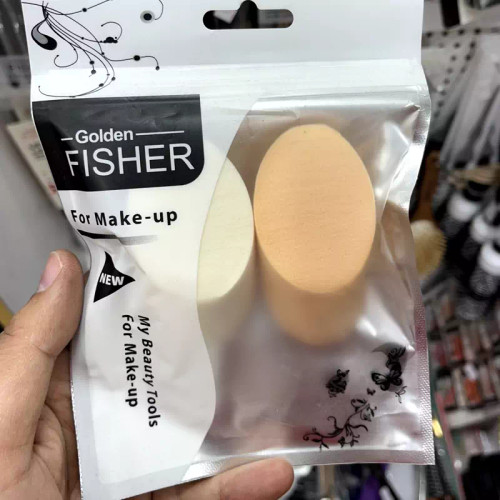 Golden
FISHER
For Make-up
NEW
My Beauty Tools
For Make-up